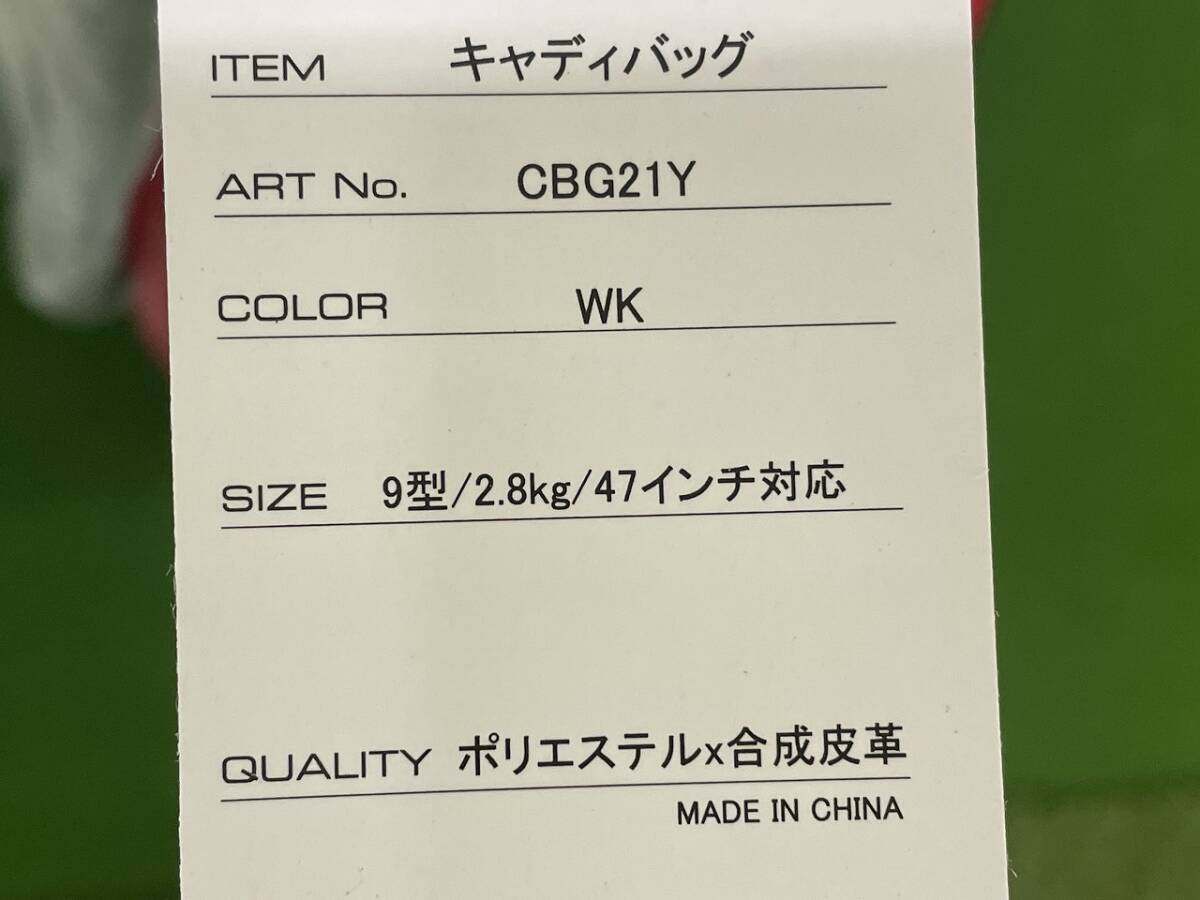 ITEM キャディバッグ
ART No. CBG21Y
COLOR WK
SIZE 9型/2.8kg/47インチ対応
QUALITY ポリエステルx合成皮革
MADE IN CHINA